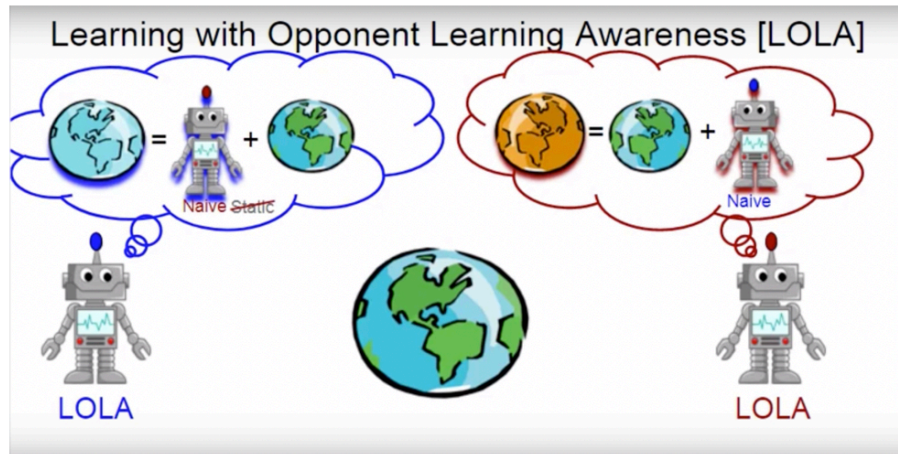 Learning with Opponent Learning Awareness [LOLA]
= +
Naive Static
= +
Naive
LOLA
LOLA